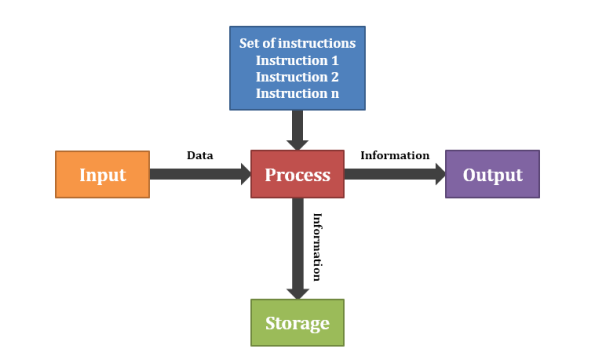 Set of instructions
Instruction 1
Instruction 2
Instruction n
Data
Information
Input
Process
Output
Information
Storage